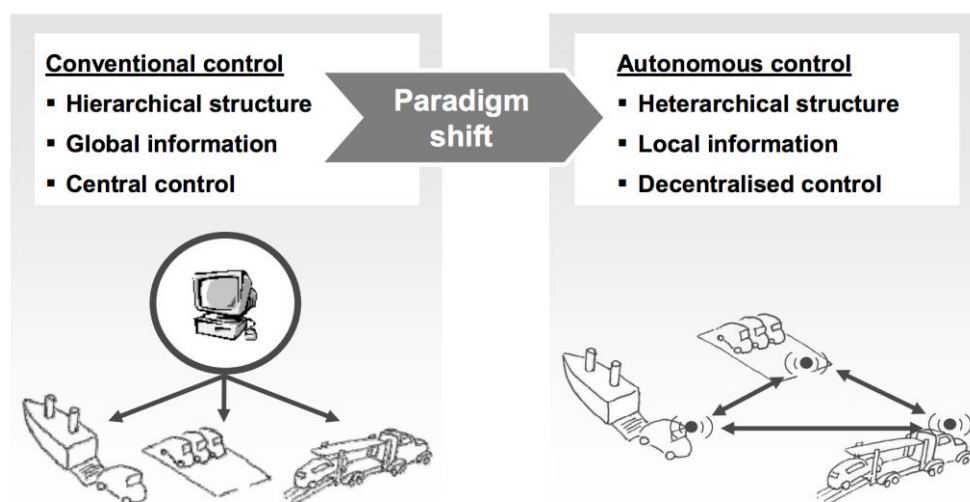 Conventional control
▪ Hierarchical structure
▪ Global information
▪ Central control
Paradigm
shift
Autonomous control
▪ Heterarchical structure
▪ Local information
▪ Decentralised control